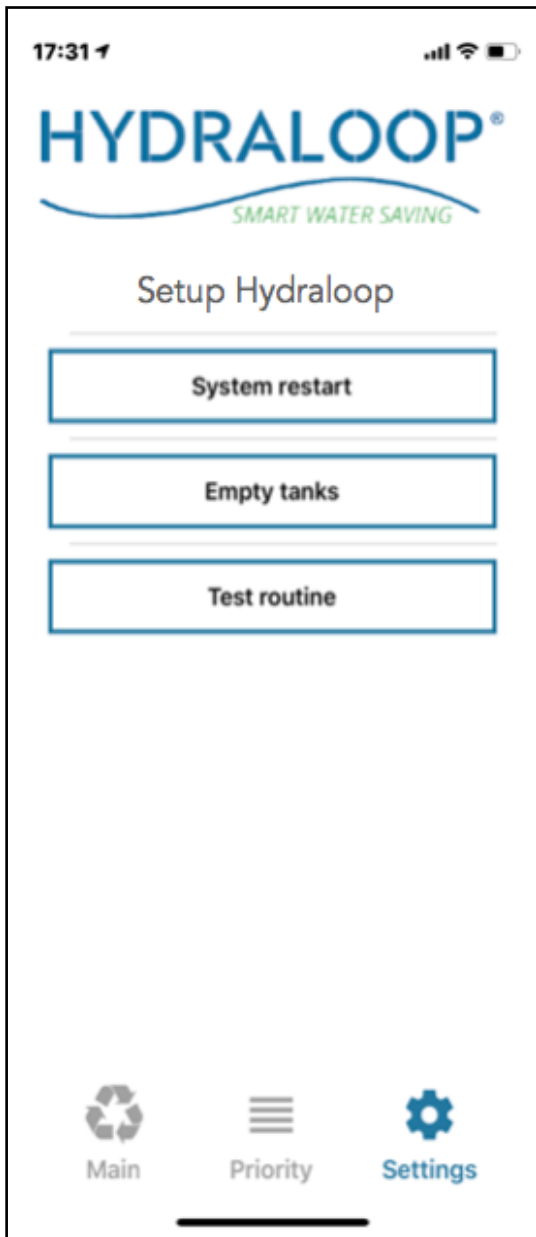 17:31
HYDRALOOP®
SMART WATER SAVING
Setup Hydraloop
System restart
Empty tanks
Test routine
Main Priority Settings